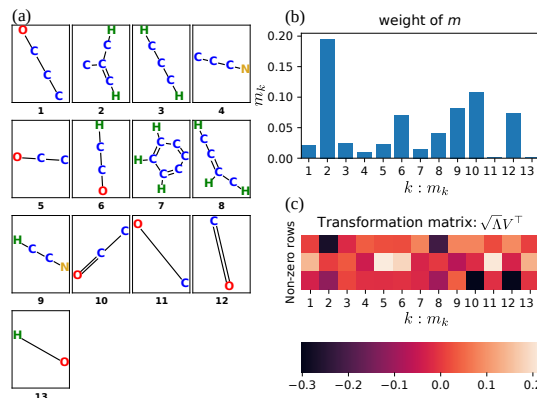 (a)
O C C C
1
H C C C C H
2
H C C H
3
C C C N
4
O C C
5
H C C O
6
H H H C C C C C C
7
H C C C H C H
8
H C C N
9
O C C
10
O C
11
C O
12
H O
13
(b)
weight of m
0.20
0.15
0.10
0.05
0.00
m_k
1 2 3 4 5 6 7 8 9 10 11 12 13
k : m_k
(c)
Transformation matrix: √Λ V^⊤
Non-zero rows
1 2 3 4 5 6 7 8 9 10 11 12 13
k : m_k
−0.3 −0.2 −0.1 0.0 0.1 0.2